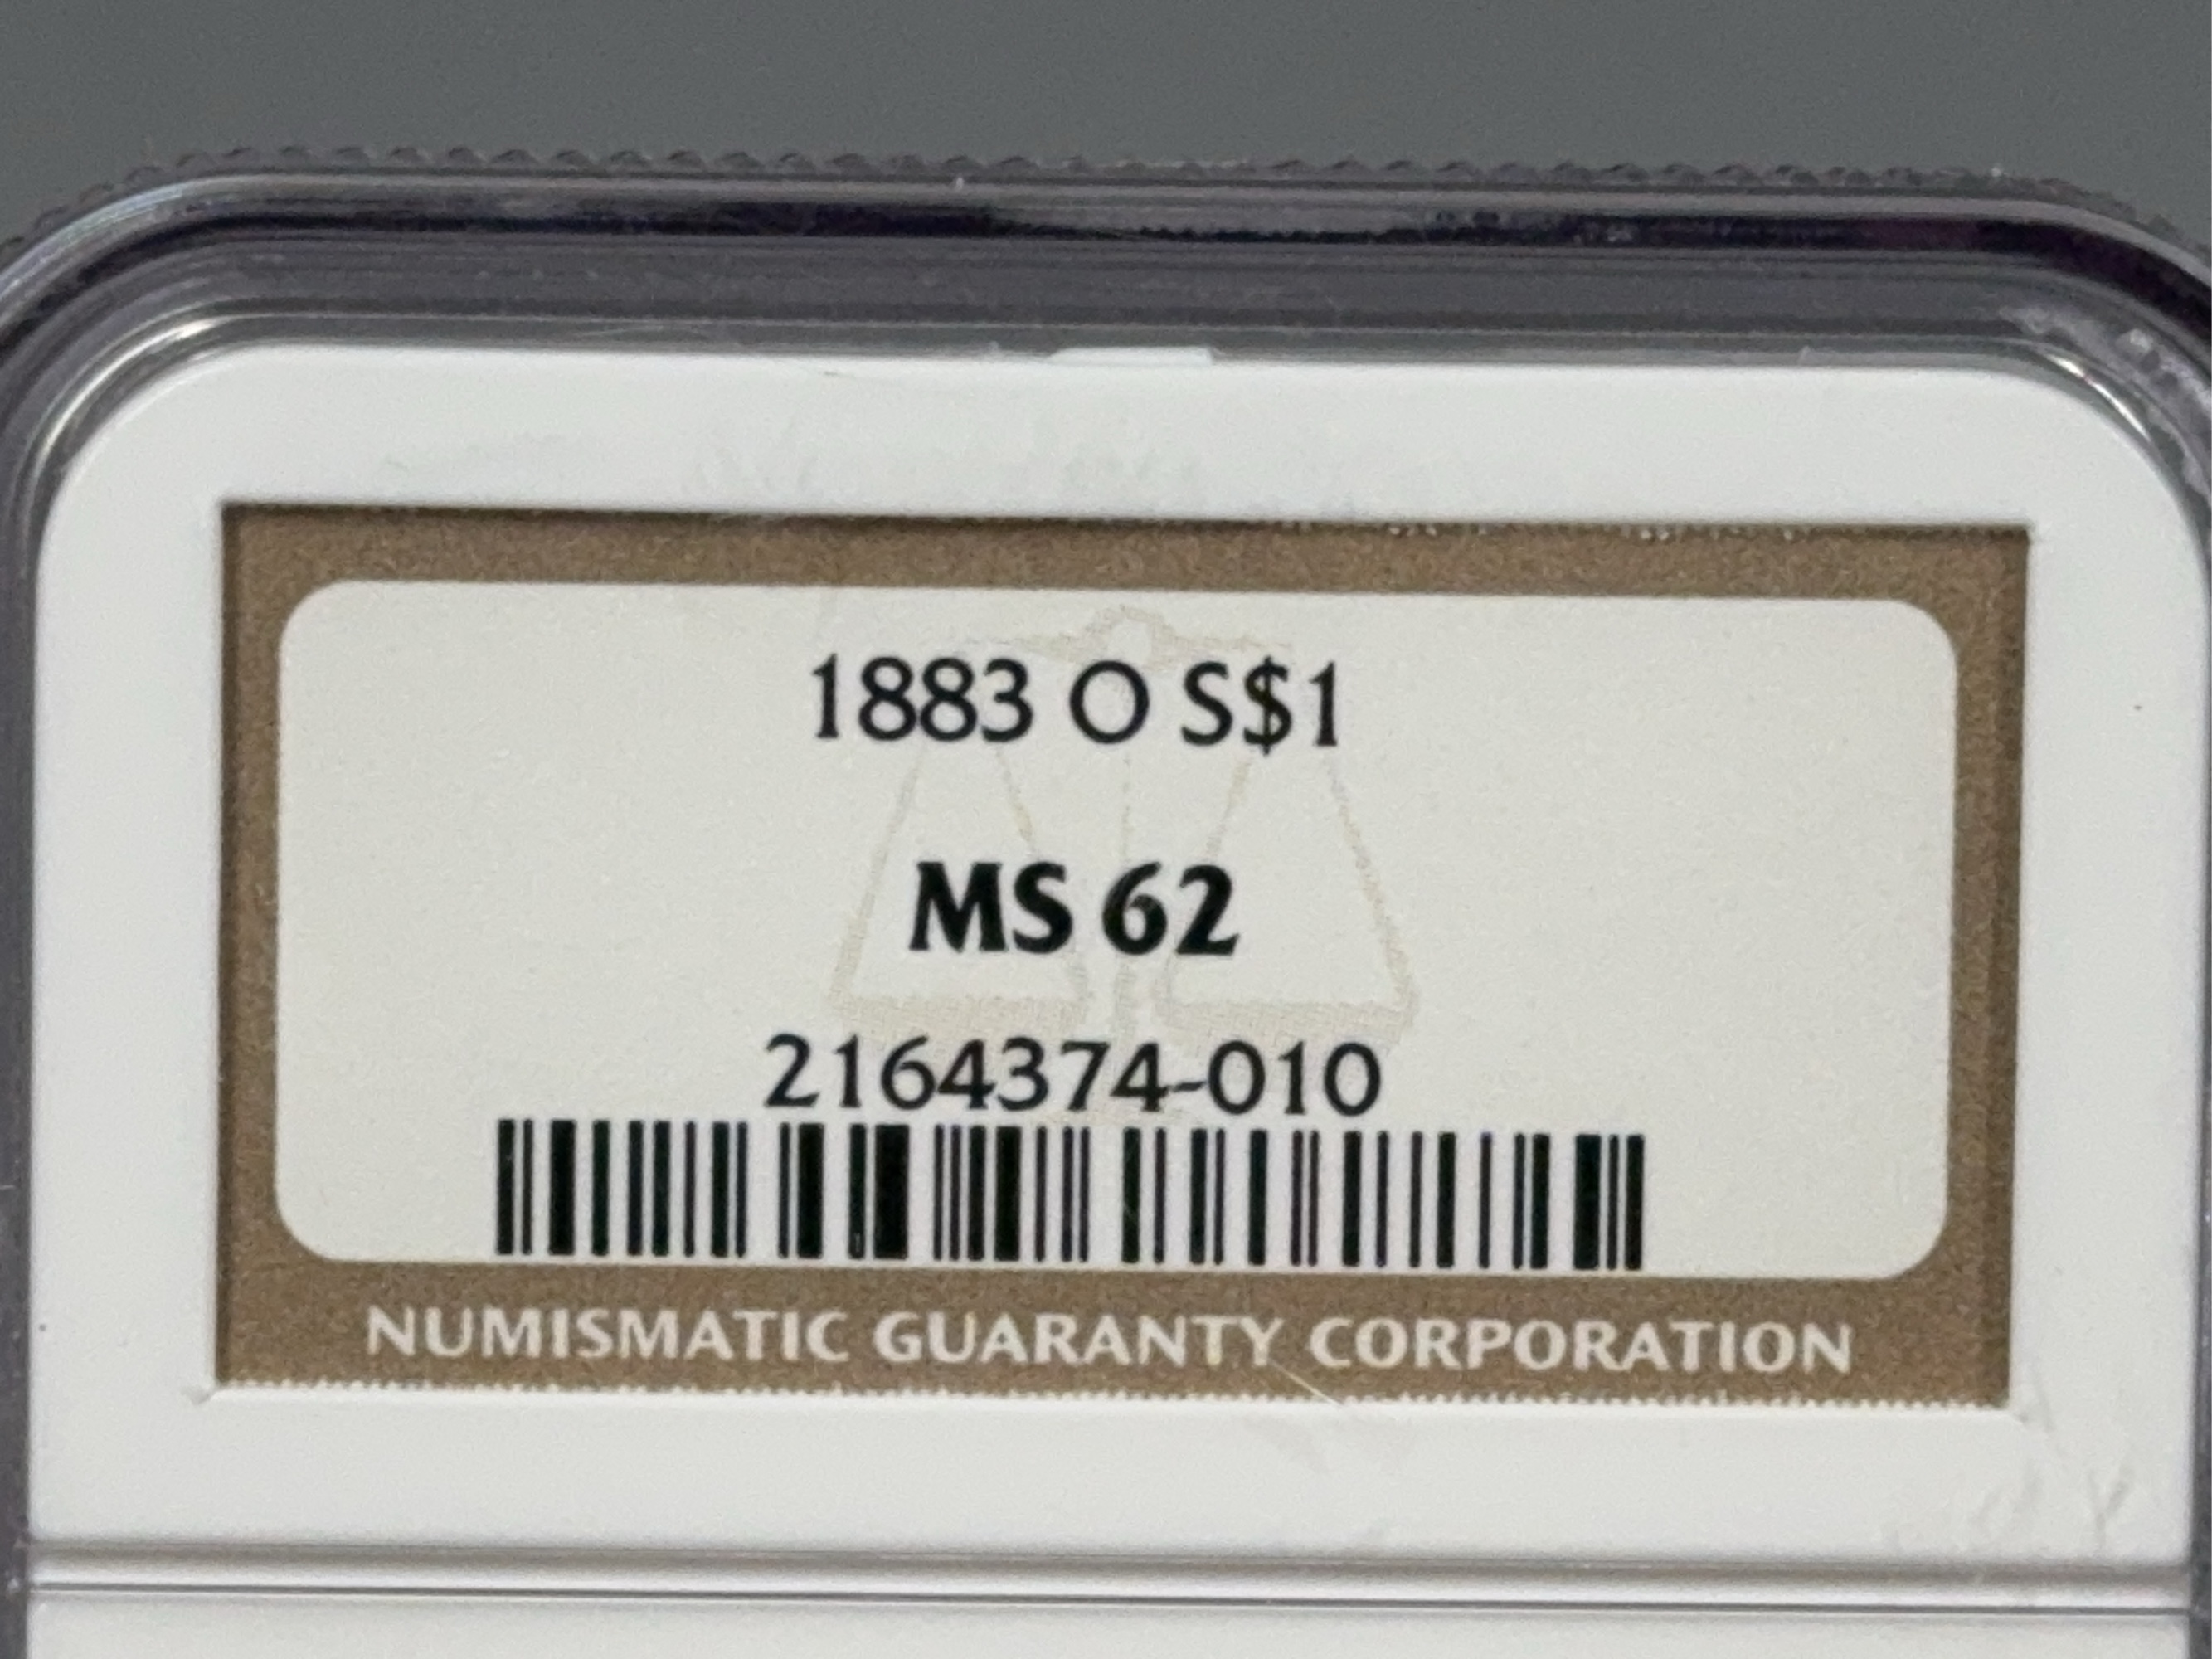 1883 O S$1
MS 62
2164374-010
NUMISMATIC GUARANTY CORPORATION